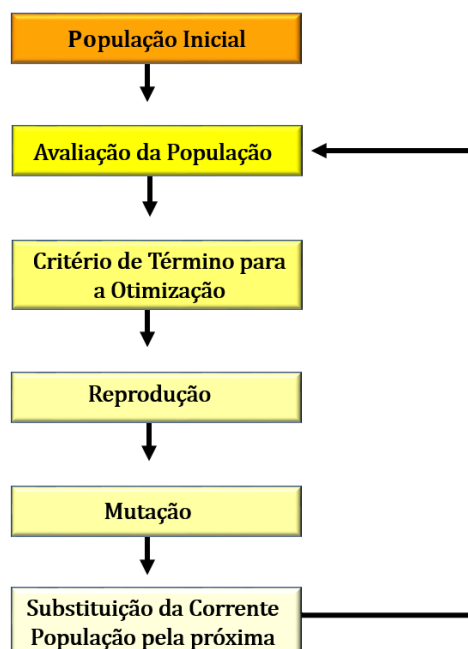 População Inicial
Avaliação da População
Critério de Término para
a Otimização
Reprodução
Mutação
Substituição da Corrente
População pela próxima